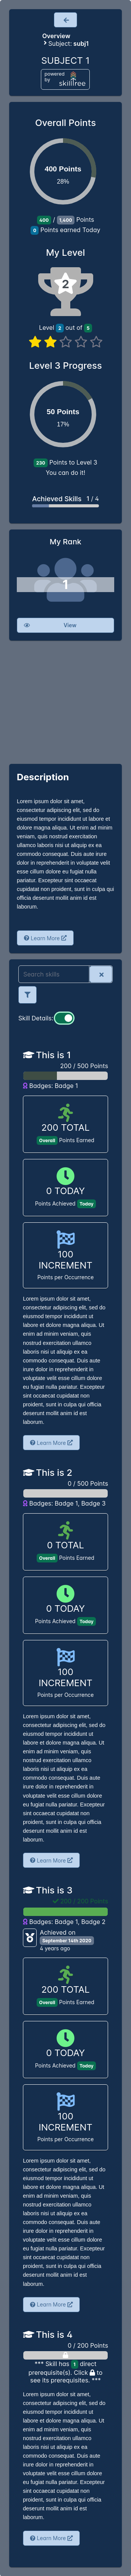 Overview
Subject: subj1
SUBJECT 1
powered by
skilltree
Overall Points
400 Points
28%
400 / 1,400 Points
0 Points earned Today
My Level
2
Level 2 out of 5
Level 3 Progress
50 Points
17%
230 Points to Level 3
You can do it!
Achieved Skills 1 / 4
My Rank
1
View
Description
Lorem ipsum dolor sit amet,
consectetur adipiscing elit, sed do
eiusmod tempor incididunt ut labore et
dolore magna aliqua. Ut enim ad minim
veniam, quis nostrud exercitation ullamco
laboris nisi ut aliquip ex ea commodo
consequat. Duis aute irure dolor in
reprehenderit in voluptate velit esse
cillum dolore eu fugiat nulla pariatur.
Excepteur sint occaecat cupidatat non
proident, sunt in culpa qui officia
deserunt mollit anim id est laborum.
Learn More
Search skills
Skill Details:
This is 1
200 / 500 Points
Badges: Badge 1
200 TOTAL
Overall Points Earned
0 TODAY
Points Achieved Today
100
INCREMENT
Points per Occurrence
Lorem ipsum dolor sit amet,
consectetur adipiscing elit, sed do
eiusmod tempor incididunt ut
labore et dolore magna aliqua. Ut
enim ad minim veniam, quis
nostrud exercitation ullamco
laboris nisi ut aliquip ex ea
commodo consequat. Duis aute
irure dolor in reprehenderit in
voluptate velit esse cillum dolore
eu fugiat nulla pariatur. Excepteur
sint occaecat cupidatat non
proident, sunt in culpa qui officia
deserunt mollit anim id est
laborum.
Learn More
This is 2
0 / 500 Points
Badges: Badge 1, Badge 3
0 TOTAL
Overall Points Earned
0 TODAY
Points Achieved Today
100
INCREMENT
Points per Occurrence
Lorem ipsum dolor sit amet,
consectetur adipiscing elit, sed do
eiusmod tempor incididunt ut
labore et dolore magna aliqua. Ut
enim ad minim veniam, quis
nostrud exercitation ullamco
laboris nisi ut aliquip ex ea
commodo consequat. Duis aute
irure dolor in reprehenderit in
voluptate velit esse cillum dolore
eu fugiat nulla pariatur. Excepteur
sint occaecat cupidatat non
proident, sunt in culpa qui officia
deserunt mollit anim id est
laborum.
Learn More
This is 3
200 / 200 Points
Badges: Badge 1, Badge 2
Achieved on
September 14th 2020
4 years ago
200 TOTAL
Overall Points Earned
0 TODAY
Points Achieved Today
100
INCREMENT
Points per Occurrence
Lorem ipsum dolor sit amet,
consectetur adipiscing elit, sed do
eiusmod tempor incididunt ut
labore et dolore magna aliqua. Ut
enim ad minim veniam, quis
nostrud exercitation ullamco
laboris nisi ut aliquip ex ea
commodo consequat. Duis aute
irure dolor in reprehenderit in
voluptate velit esse cillum dolore
eu fugiat nulla pariatur. Excepteur
sint occaecat cupidatat non
proident, sunt in culpa qui officia
deserunt mollit anim id est
laborum.
Learn More
This is 4
0 / 200 Points
*** Skill has 1 direct
prerequisite(s). Click to
see its prerequisites. ***
Lorem ipsum dolor sit amet,
consectetur adipiscing elit, sed do
eiusmod tempor incididunt ut
labore et dolore magna aliqua. Ut
enim ad minim veniam, quis
nostrud exercitation ullamco
laboris nisi ut aliquip ex ea
commodo consequat. Duis aute
irure dolor in reprehenderit in
voluptate velit esse cillum dolore
eu fugiat nulla pariatur. Excepteur
sint occaecat cupidatat non
proident, sunt in culpa qui officia
deserunt mollit anim id est
laborum.
Learn More